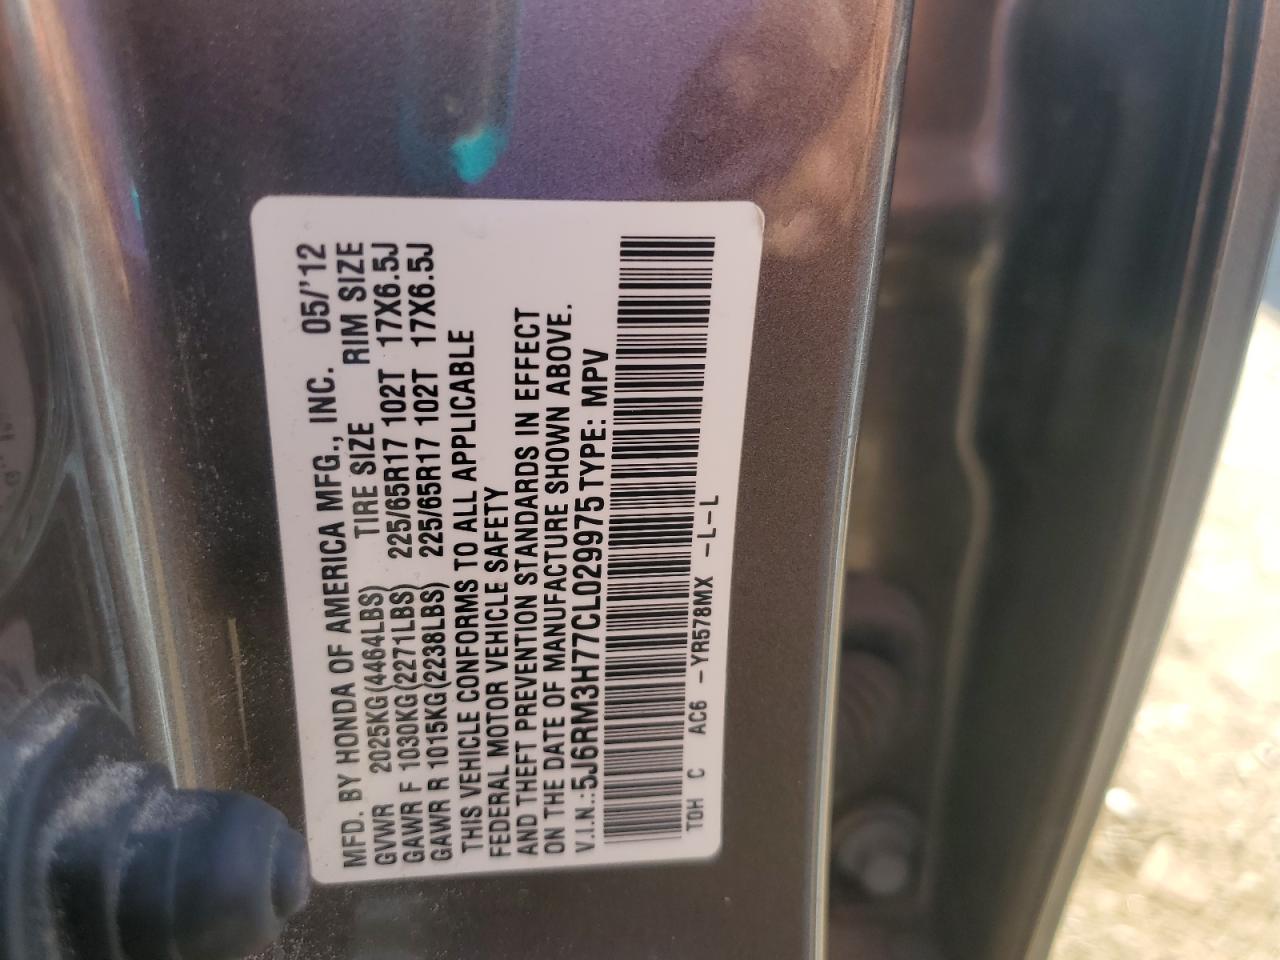 MFD. BY HONDA OF AMERICA MFG., INC. 05/'12
GVWR 2025KG(4464LBS) TIRE SIZE RIM SIZE
GAWR F 1030KG(2271LBS) 225/65R17 102T 17X6.5J
GAWR R 1015KG(2238LBS) 225/65R17 102T 17X6.5J
THIS VEHICLE CONFORMS TO ALL APPLICABLE
FEDERAL MOTOR VEHICLE SAFETY
AND THEFT PREVENTION STANDARDS IN EFFECT
ON THE DATE OF MANUFACTURE SHOWN ABOVE.
V.I.N.:5J6RM3H77CL029975 TYPE: MPV
T0H C AC6 -YR578MX -L-L